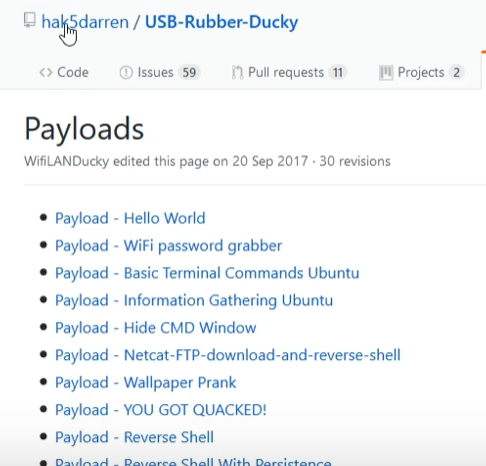 hak5darren / USB-Rubber-Ducky
Code Issues 59 Pull requests 11 Projects 2
Payloads
WifiLANDucky edited this page on 20 Sep 2017 · 30 revisions
• Payload - Hello World
• Payload - WiFi password grabber
• Payload - Basic Terminal Commands Ubuntu
• Payload - Information Gathering Ubuntu
• Payload - Hide CMD Window
• Payload - Netcat-FTP-download-and-reverse-shell
• Payload - Wallpaper Prank
• Payload - YOU GOT QUACKED!
• Payload - Reverse Shell
• Payload - Reverse Shell With Persistence